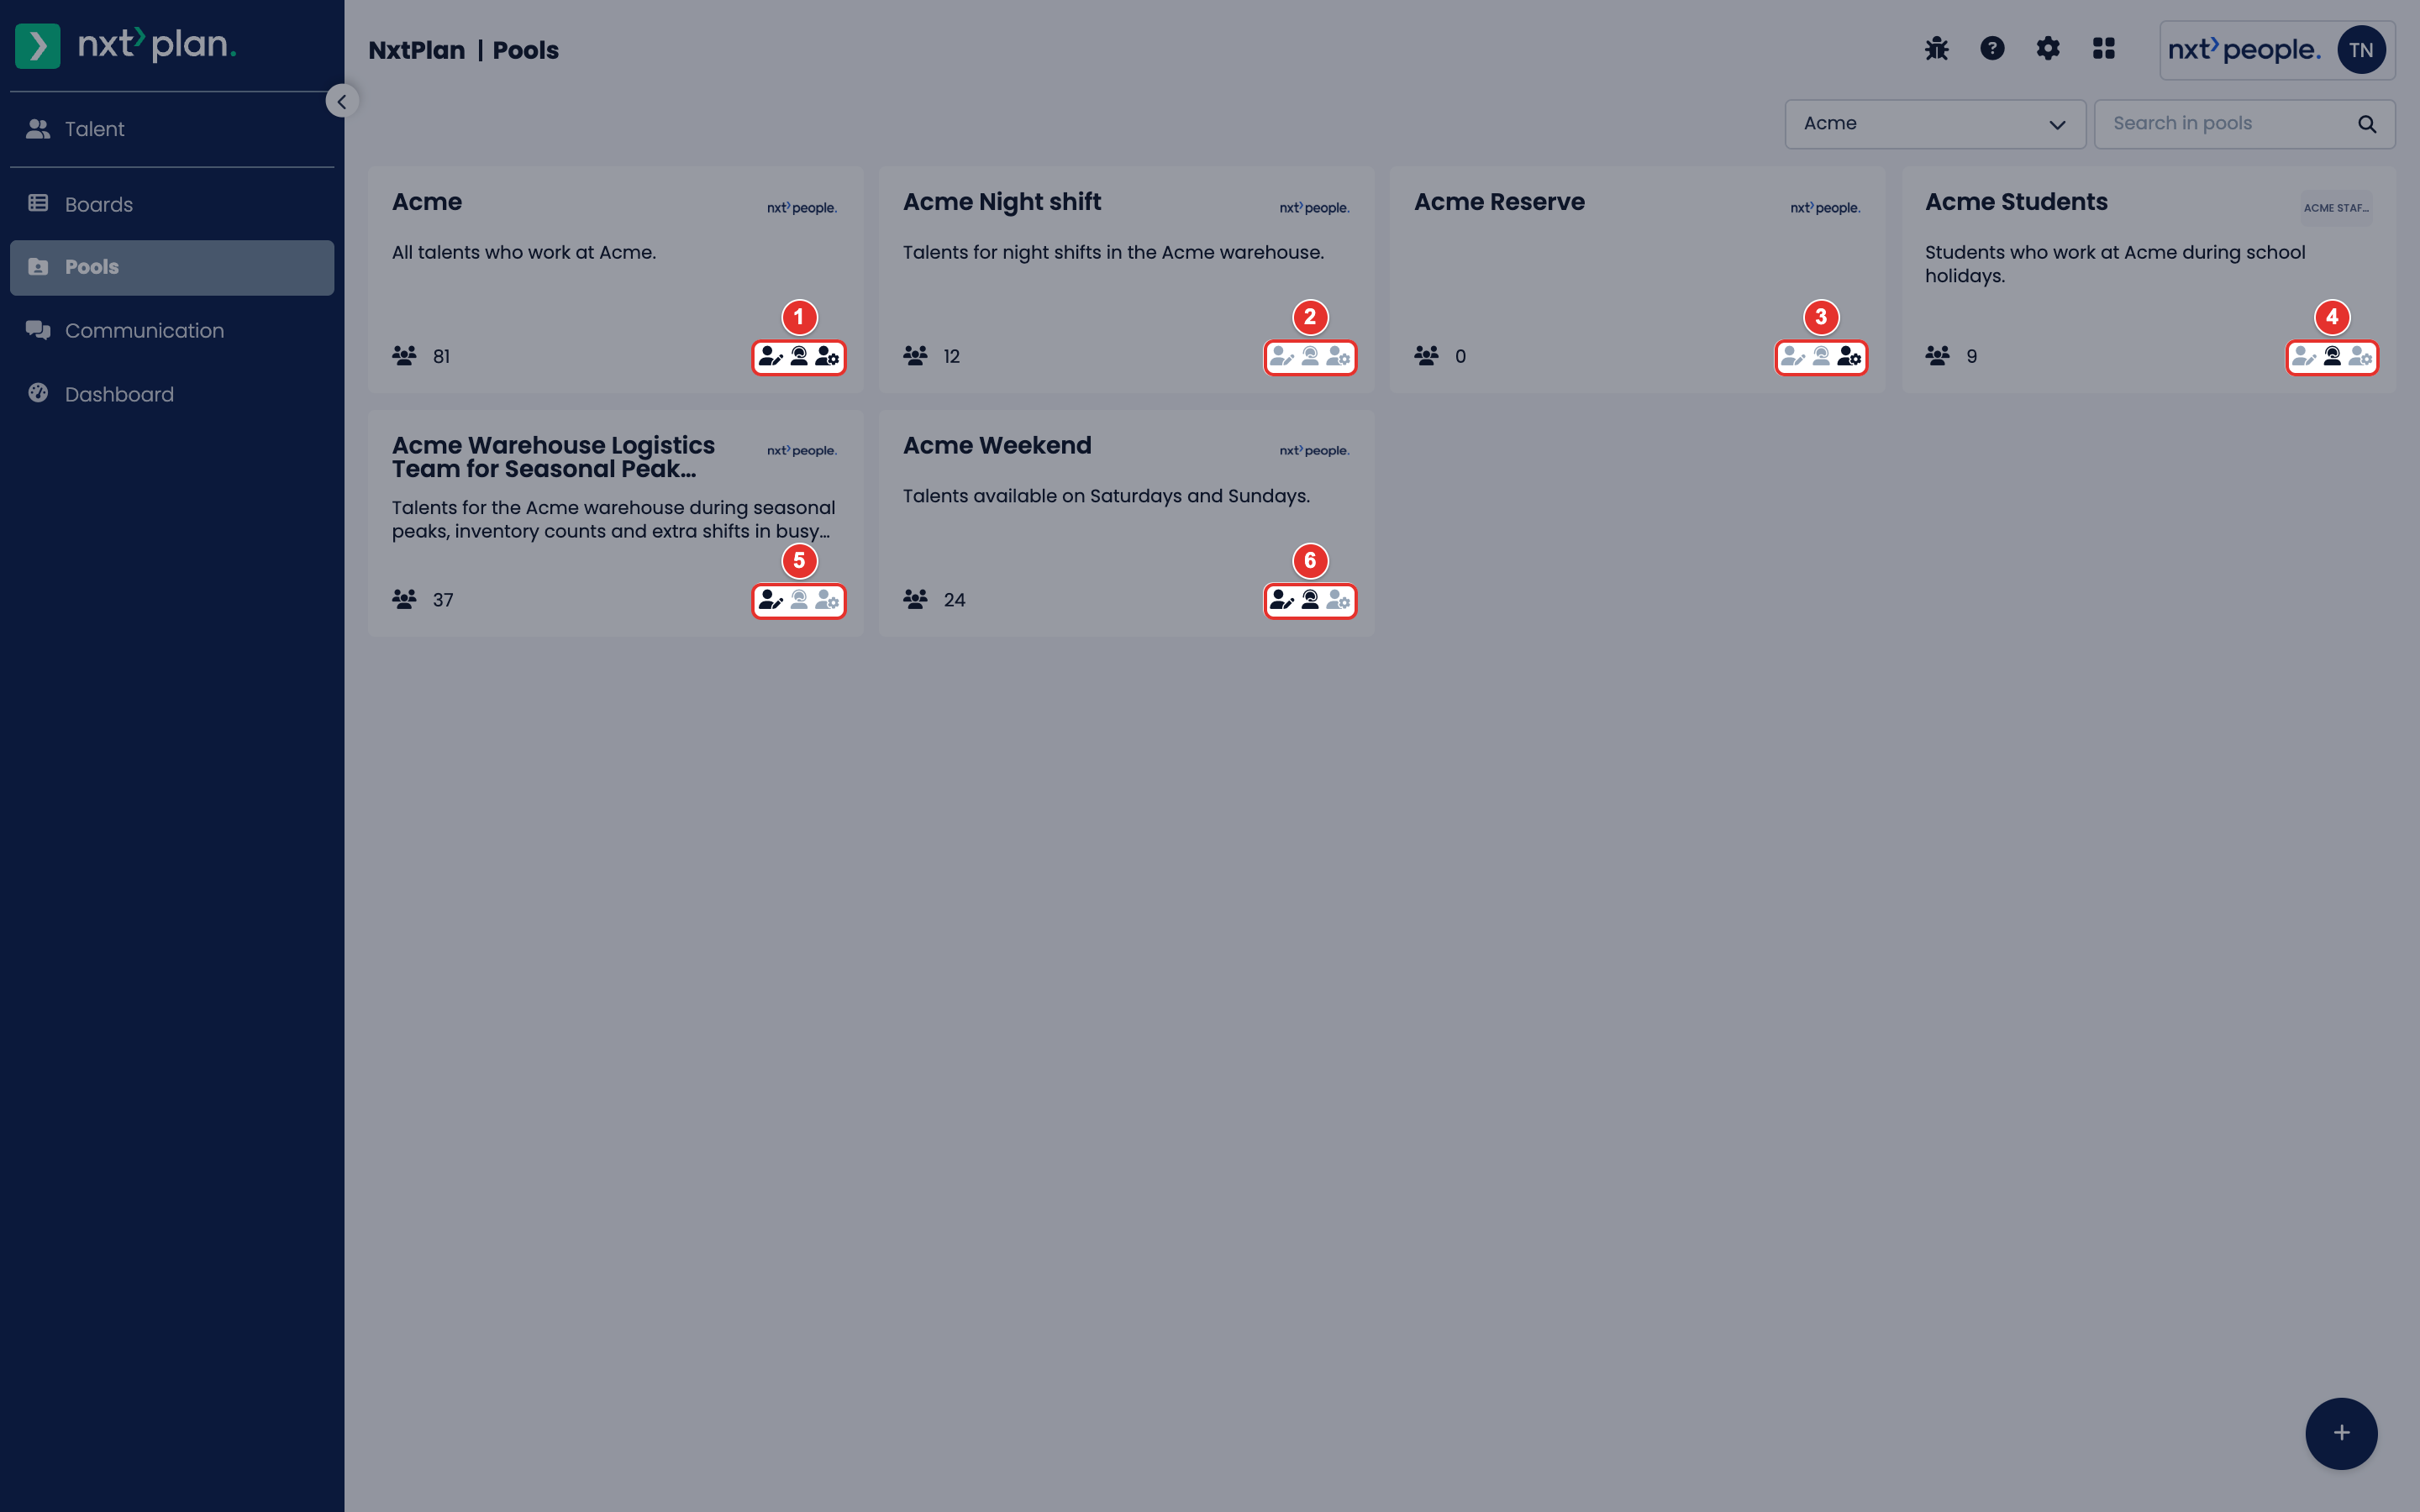 nxt›plan.
NxtPlan | Pools
nxt›people. TN
Talent
Boards
Pools
Communication
Dashboard
Acme
Search in pools
Acme
nxt›people.
All talents who work at Acme.
1
81
Acme Night shift
nxt›people.
Talents for night shifts in the Acme warehouse.
2
12
Acme Reserve
nxt›people.
3
0
Acme Students
ACME STAF...
Students who work at Acme during school
holidays.
4
9
Acme Warehouse Logistics
Team for Seasonal Peak...
nxt›people.
Talents for the Acme warehouse during seasonal
peaks, inventory counts and extra shifts in busy...
5
37
Acme Weekend
nxt›people.
Talents available on Saturdays and Sundays.
6
24